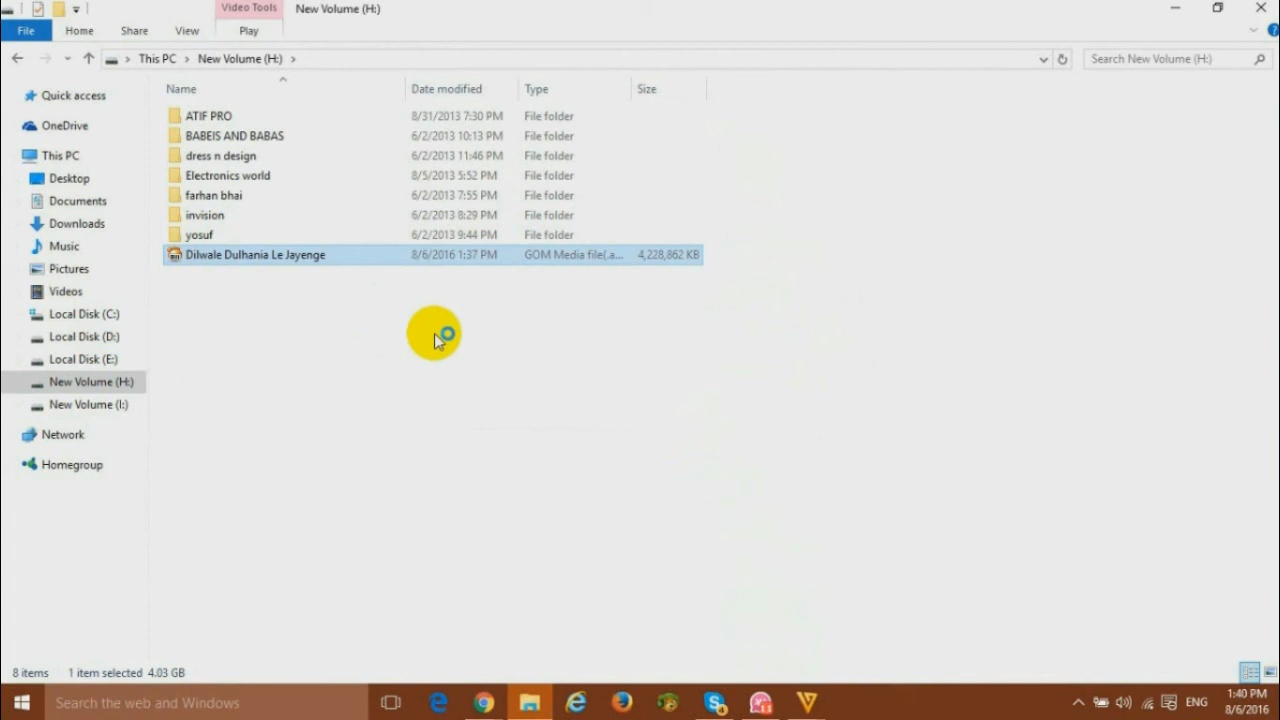 Video Tools New Volume (H:)
File Home Share View Play
This PC New Volume (H:) Search New Volume (H:)
Name Date modified Type Size
Quick access
OneDrive
This PC
Desktop
Documents
Downloads
Music
Pictures
Videos
Local Disk (C:)
Local Disk (D:)
Local Disk (E:)
New Volume (H:)
New Volume (I:)
Network
Homegroup
ATIF PRO 8/31/2013 7:30 PM File folder
BABEIS AND BABAS 6/2/2013 10:13 PM File folder
dress n design 6/2/2013 11:46 PM File folder
Electronics world 8/5/2013 5:52 PM File folder
farhan bhai 6/2/2013 7:55 PM File folder
invision 6/2/2013 8:29 PM File folder
yosuf 6/2/2013 9:44 PM File folder
Dilwale Dulhania Le Jayenge 8/6/2016 1:37 PM GOM Media file(.a... 4,228,862 KB
8 items 1 item selected 4.03 GB
Search the web and Windows
ENG
1:40 PM
8/6/2016